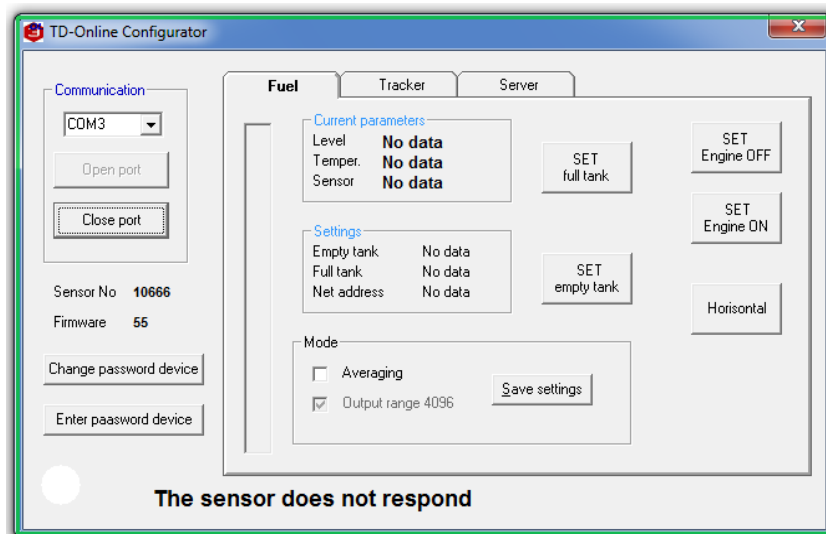 TD-Online Configurator
Communication
COM3
Open port
Close port
Sensor No 10666
Firmware 55
Change password device
Enter paasword device
Fuel Tracker Server
Current parameters
Level No data
Temper. No data
Sensor No data
SET
full tank
SET
Engine OFF
SET
Engine ON
Settings
Empty tank No data
Full tank No data
Net address No data
SET
empty tank
Horisontal
Mode
Averaging
Output range 4096
Save settings
The sensor does not respond